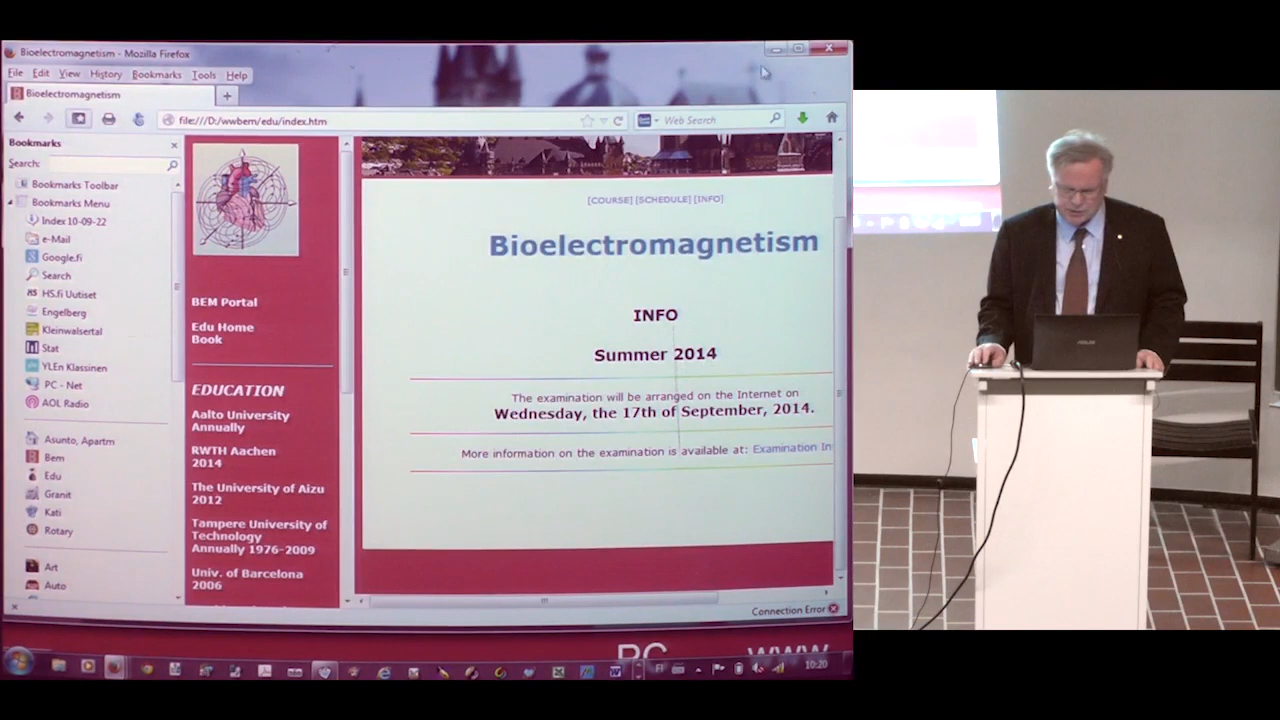 Bioelectromagnetism - Mozilla Firefox
File Edit View History Bookmarks Tools Help
Bioelectromagnetism
+
file:///D:/wwbem/edu/index.htm
Web Search
Bookmarks
Search:
Bookmarks Toolbar
Bookmarks Menu
Index 10-09-22
e-Mail
Google.fi
Search
HS HS.fi Uutiset
Engelberg
Kleinwalsertal
Stat
YLEn Klassinen
PC - Net
AOL Radio
Asunto, Apartm
Bem
Edu
Granit
Kati
Rotary
Art
Auto
BEM Portal
Edu Home
Book
EDUCATION
Aalto University
Annually
RWTH Aachen
2014
The University of Aizu
2012
Tampere University of
Technology
Annually 1976-2009
Univ. of Barcelona
2006
[COURSE] [SCHEDULE] [INFO]
Bioelectromagnetism
INFO
Summer 2014
The examination will be arranged on the Internet on
Wednesday, the 17th of September, 2014.
More information on the examination is available at: Examination In
Connection Error
PC WWW
FI
10:20
ASUS